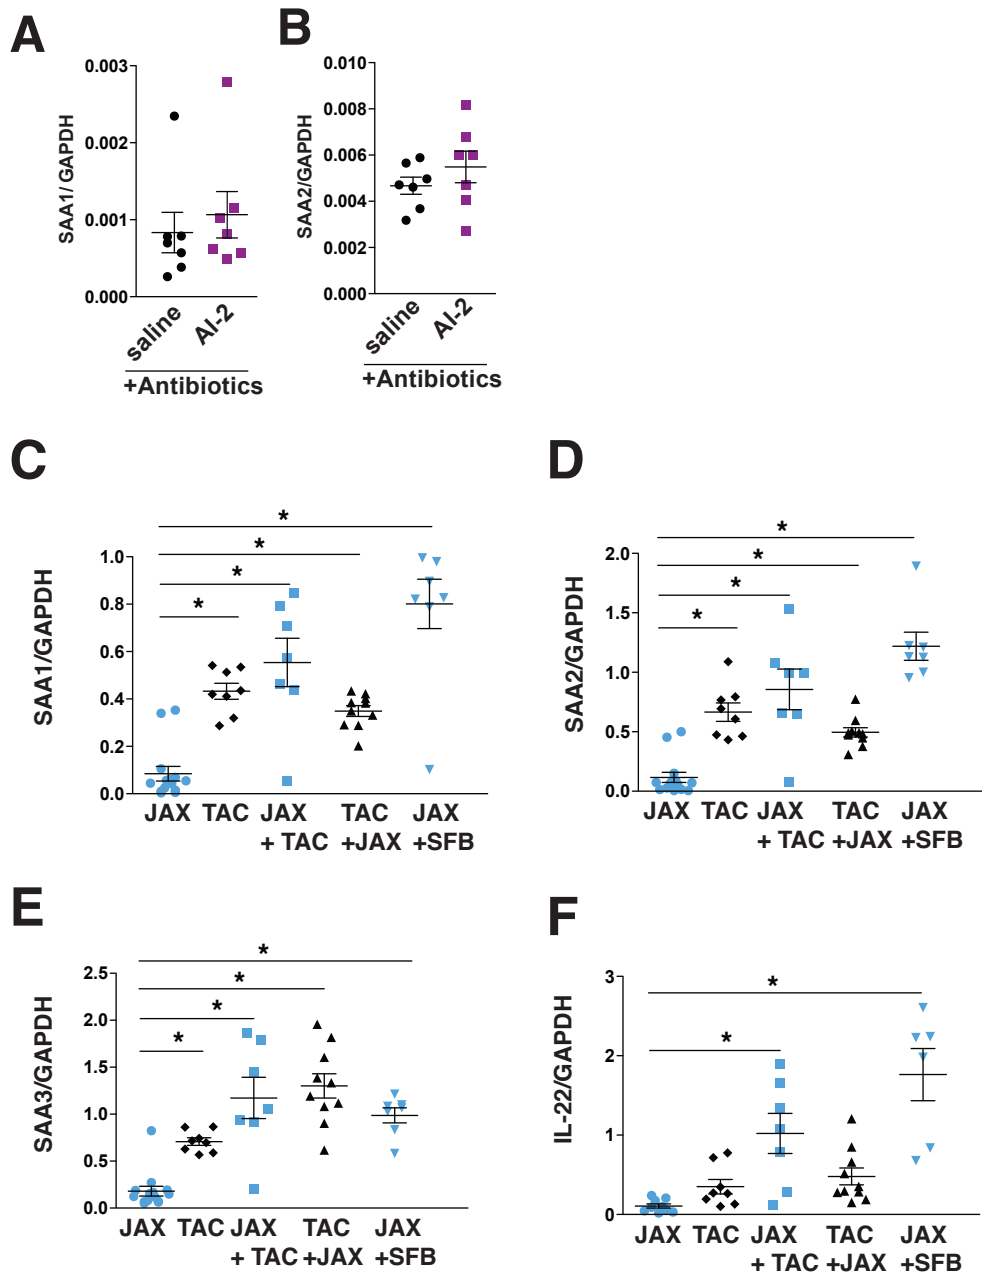 A
SAA1/ GAPDH
0.003
0.002
0.001
0.000
saline
AI-2
+Antibiotics
B
SAA2/GAPDH
0.010
0.008
0.006
0.004
0.002
0.000
saline
AI-2
+Antibiotics
C
SAA1/GAPDH
1.0
0.8
0.6
0.4
0.2
0.0
*
*
*
*
JAX TAC JAX TAC JAX
+ TAC +JAX +SFB
D
SAA2/GAPDH
2.0
1.5
1.0
0.5
0.0
*
*
*
*
JAX TAC JAX TAC JAX
+ TAC +JAX +SFB
E
SAA3/GAPDH
2.5
2.0
1.5
1.0
0.5
0.0
*
*
*
*
JAX TAC JAX TAC JAX
+ TAC +JAX +SFB
F
IL-22/GAPDH
3
2
1
0
*
*
JAX TAC JAX TAC JAX
+ TAC +JAX +SFB